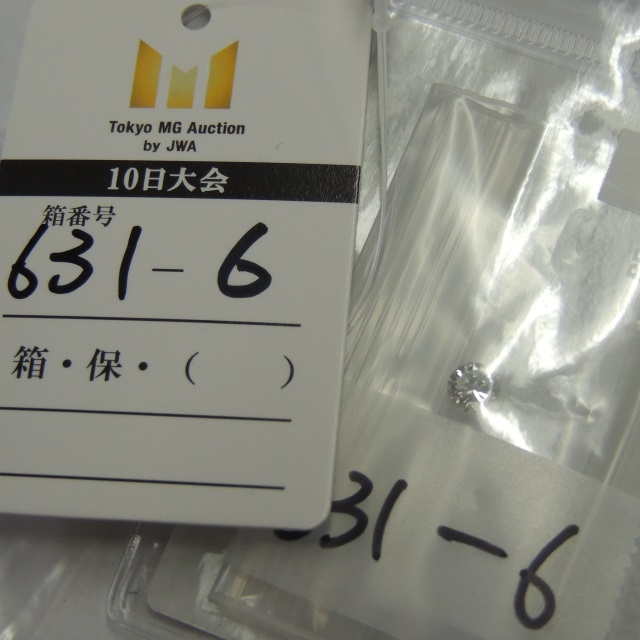 Tokyo MG Auction
by JWA
10日大会
箱番号
631-6
箱・保・(　　)
631-6